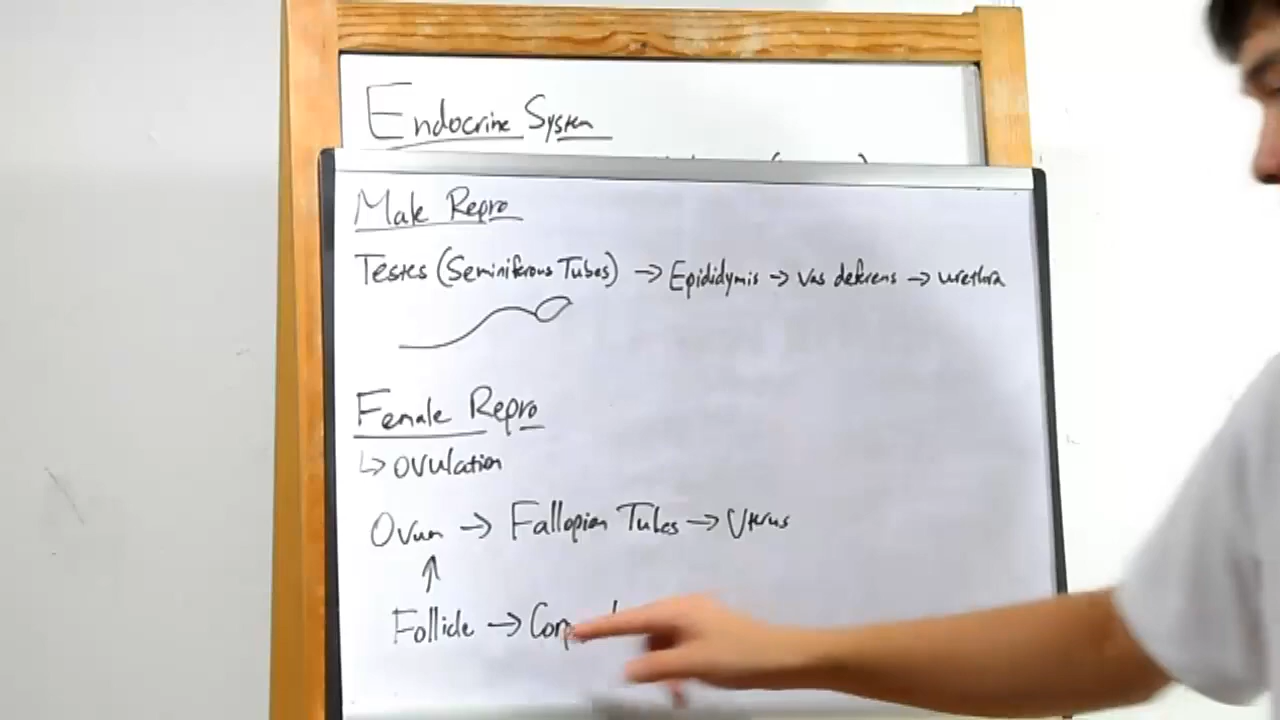 Endocrine System
Male Repro
Testes (Seminiferous Tubes) → Epididymis → Vas deferens → urethra
Female Repro
↳ Ovulation
Ovum → Fallopian Tubes → Uterus
↑
Follicle →